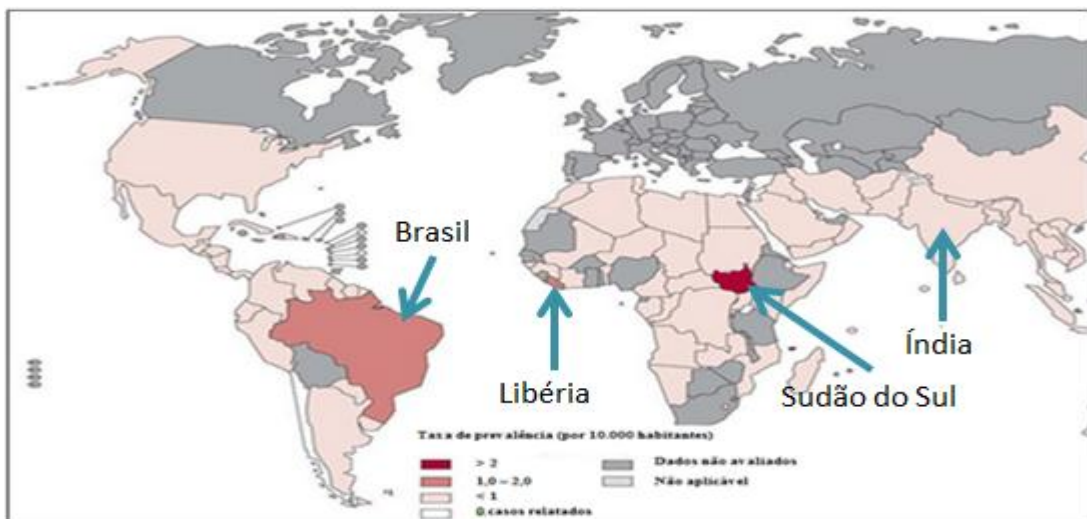 Brasil
Libéria
Índia
Sudão do Sul
Taxa de prevalência (por 10.000 habitantes)
> 2
1,0 – 2,0
< 1
0 casos relatados
Dados não avaliados
Não aplicável